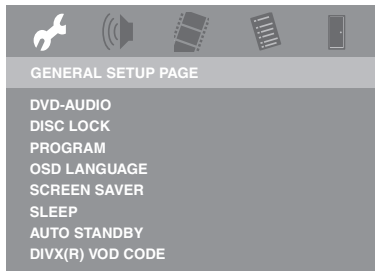 GENERAL SETUP PAGE
DVD-AUDIO
DISC LOCK
PROGRAM
OSD LANGUAGE
SCREEN SAVER
SLEEP
AUTO STANDBY
DIVX(R) VOD CODE